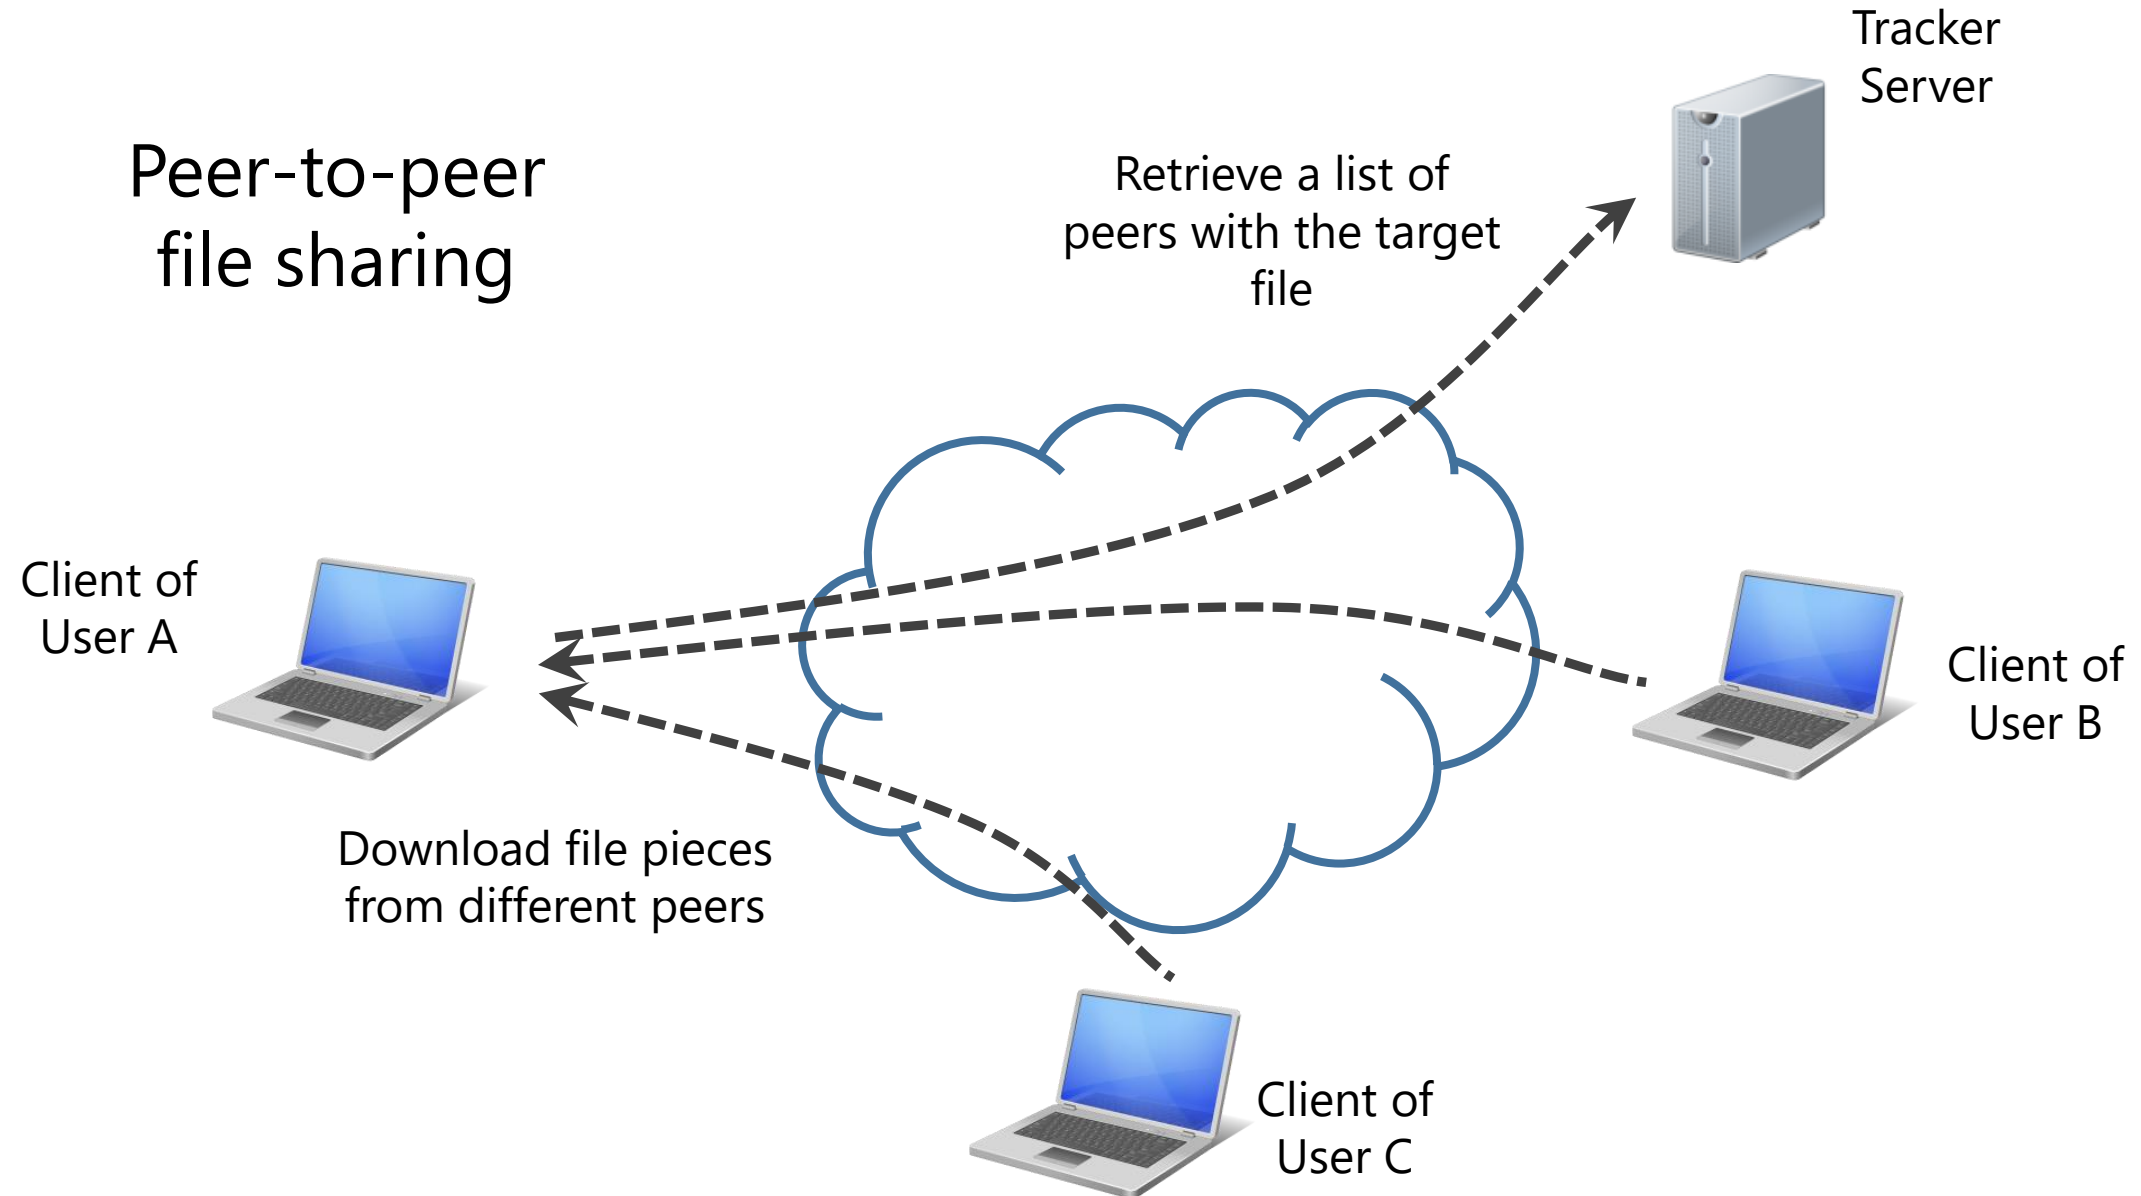 Tracker
Server
Peer-to-peer
file sharing
Retrieve a list of
peers with the target
file
Client of
User A
Client of
User B
Download file pieces
from different peers
Client of
User C